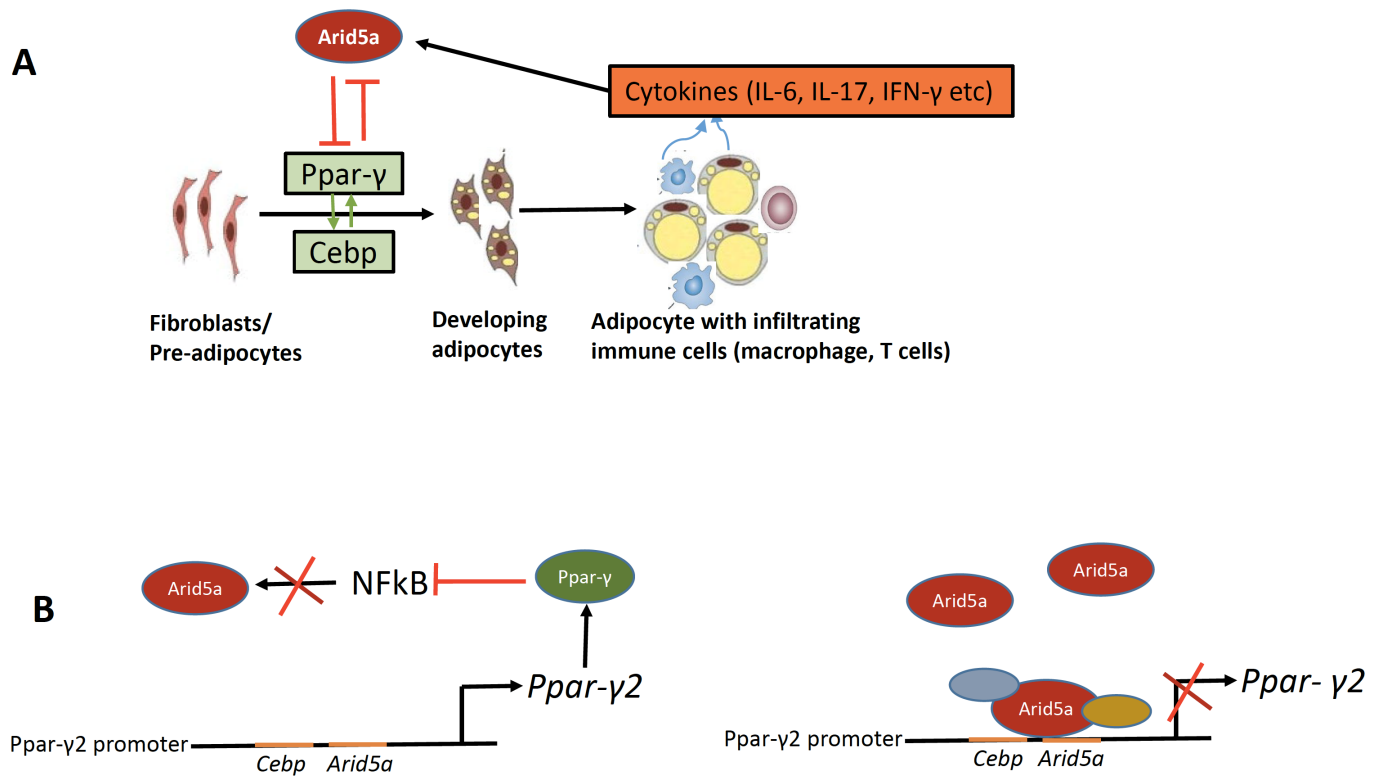 A
Arid5a
Cytokines (IL-6, IL-17, IFN-γ etc)
Ppar-γ
Cebp
Fibroblasts/
Pre-adipocytes
Developing
adipocytes
Adipocyte with infiltrating
immune cells (macrophage, T cells)
B
Arid5a
NFkB
Ppar-γ
Ppar-γ2
Ppar-γ2 promoter
Cebp
Arid5a
Arid5a
Arid5a
Arid5a
Ppar- γ2
Ppar-γ2 promoter
Cebp
Arid5a